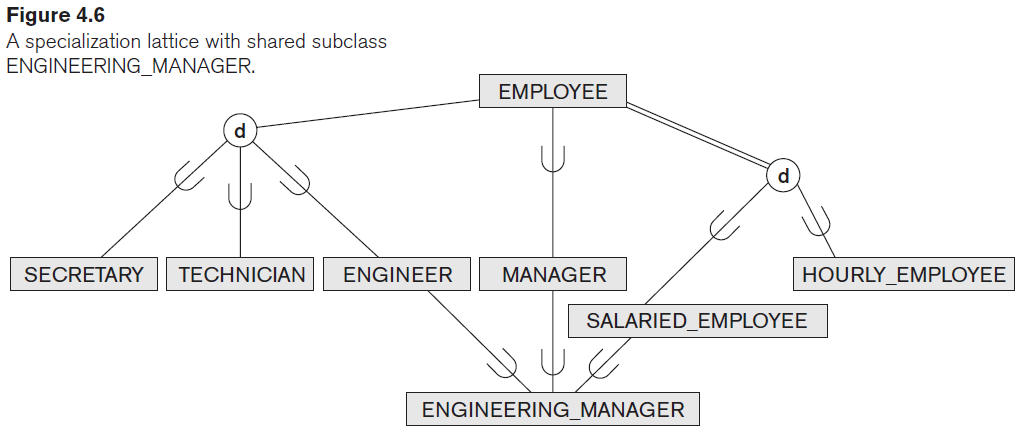 Figure 4.6
A specialization lattice with shared subclass
ENGINEERING_MANAGER.
EMPLOYEE
d
d
SECRETARY
TECHNICIAN
ENGINEER
MANAGER
HOURLY_EMPLOYEE
SALARIED_EMPLOYEE
ENGINEERING_MANAGER